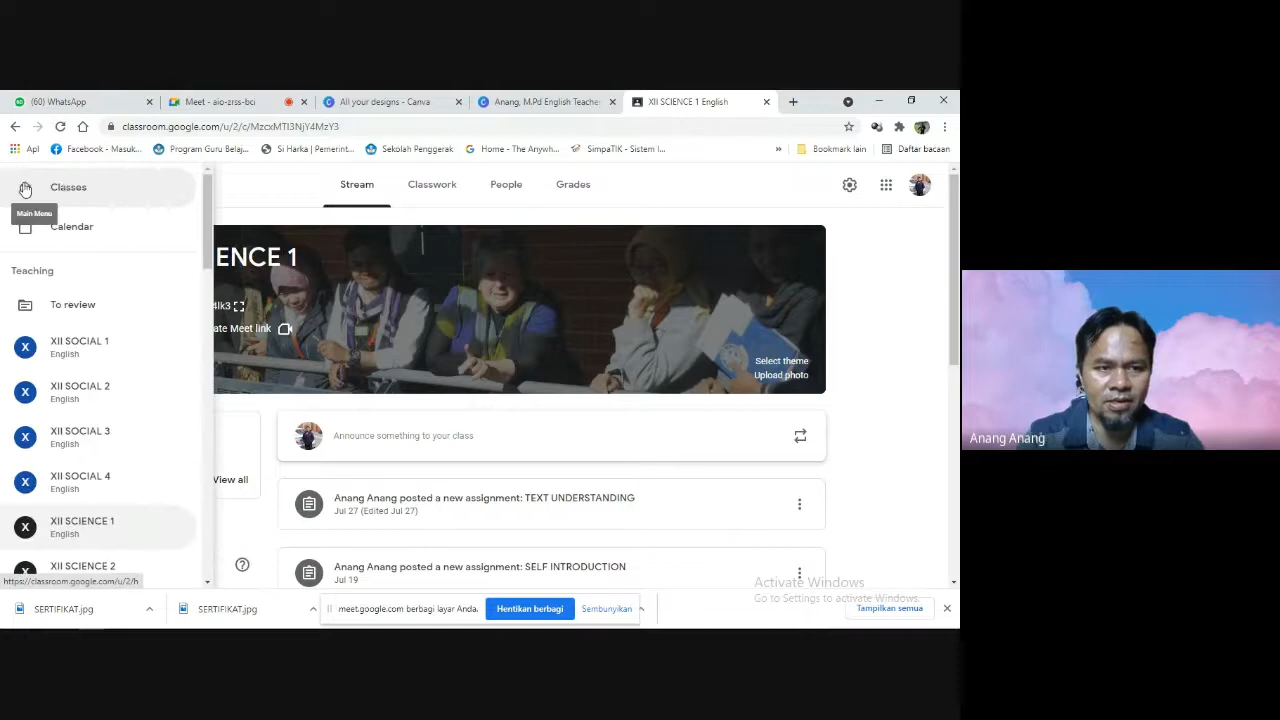 (60) WhatsApp
Meet - aio-zrss-bci
All your designs - Canva
Anang, M.Pd English Teache
XII SCIENCE 1 English
classroom.google.com/u/2/c/MzcxMTI3NjY4MzY3
Apl
Facebook - Masuk...
Program Guru Belaj...
Si Harka | Pemerint...
Sekolah Penggerak
Home - The Anywh...
SimpaTIK - Sistem I...
»
Bookmark lain
Daftar bacaan
Classes
Main Menu
Calendar
Teaching
To review
X
XII SOCIAL 1
English
X
XII SOCIAL 2
English
X
XII SOCIAL 3
English
X
XII SOCIAL 4
English
X
XII SCIENCE 1
English
X
XII SCIENCE 2
https://classroom.google.com/u/2/h
Stream
Classwork
People
Grades
ENCE 1
4lk3
ate Meet link
Select theme
Upload photo
View all
Announce something to your class
Anang Anang posted a new assignment: TEXT UNDERSTANDING
Jul 27 (Edited Jul 27)
Anang Anang posted a new assignment: SELF INTRODUCTION
Jul 19
Activate Windows
Go to Settings to activate Windows.
SERTIFIKAT.jpg
SERTIFIKAT.jpg
meet.google.com berbagi layar Anda.
Hentikan berbagi
Sembunyikan
Tampilkan semua
Anang Anang